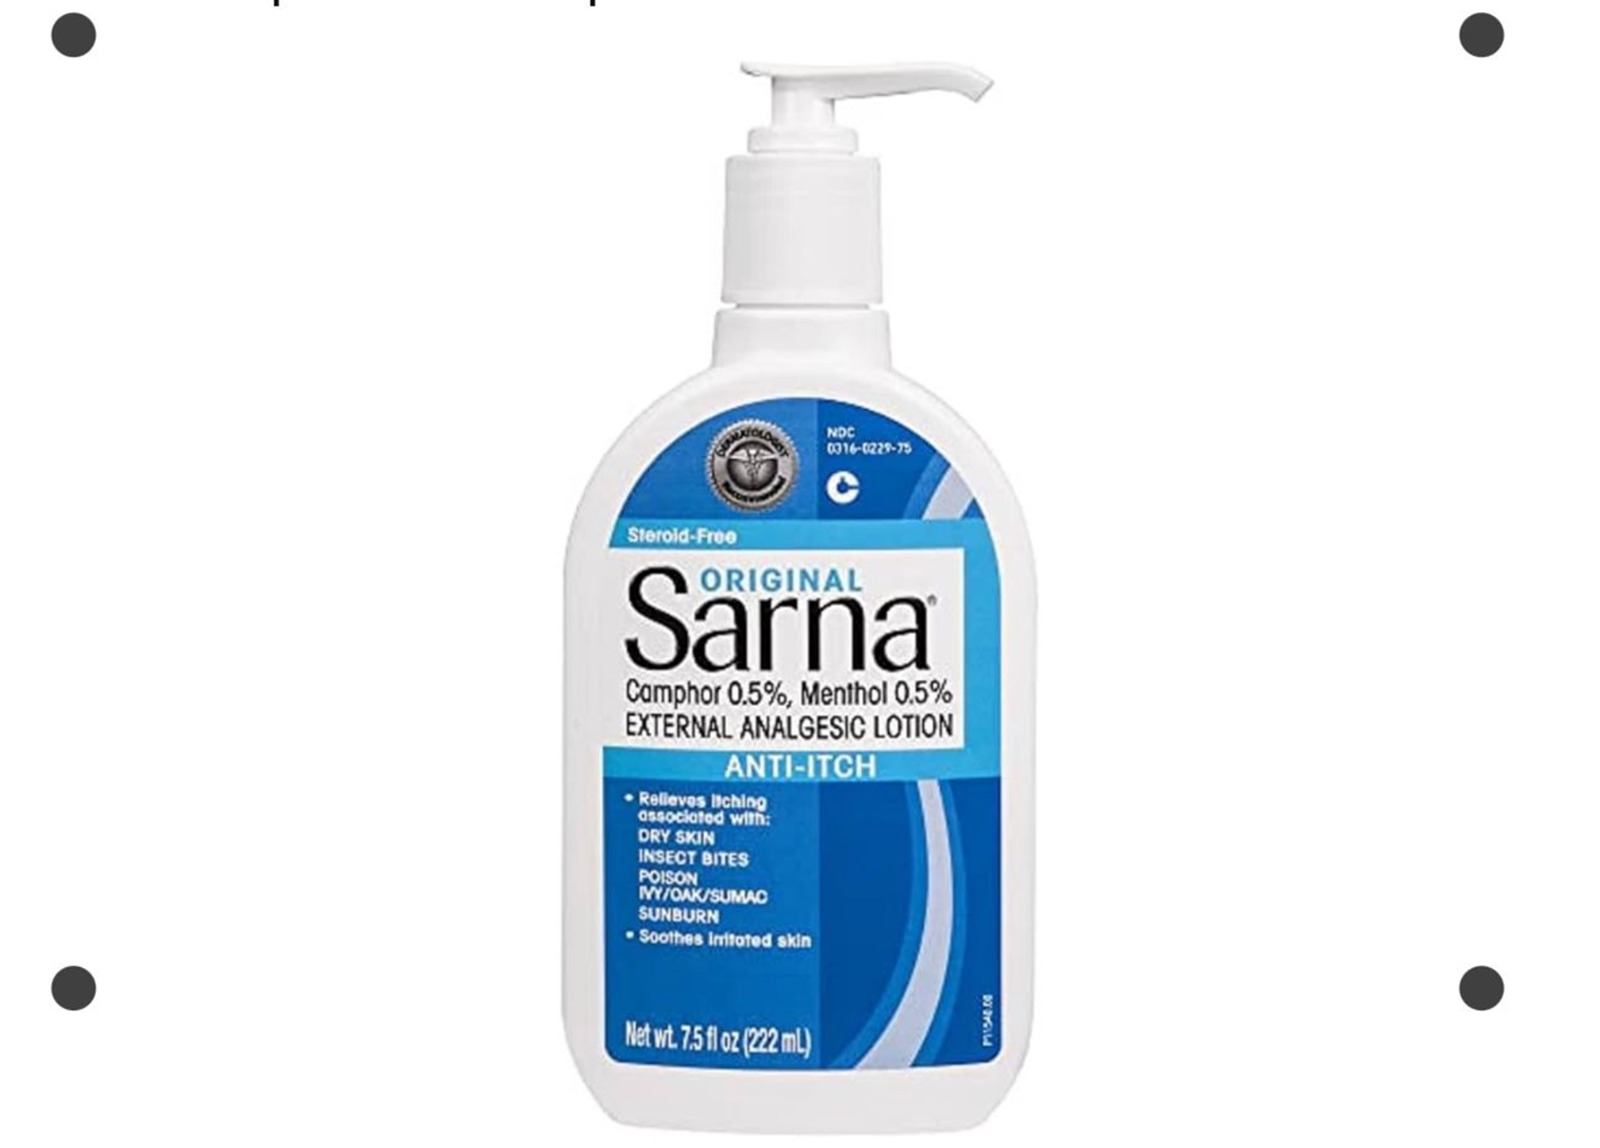 DERMATOLOGIST
RECOMMENDED
NDC
0316-0229-75
Steroid-Free
ORIGINAL
Sarna®
Camphor 0.5%, Menthol 0.5%
EXTERNAL ANALGESIC LOTION
ANTI-ITCH
• Relieves itching
associated with:
DRY SKIN
INSECT BITES
POISON
IVY/OAK/SUMAC
SUNBURN
• Soothes irritated skin
Net wt. 7.5 fl oz (222 mL)